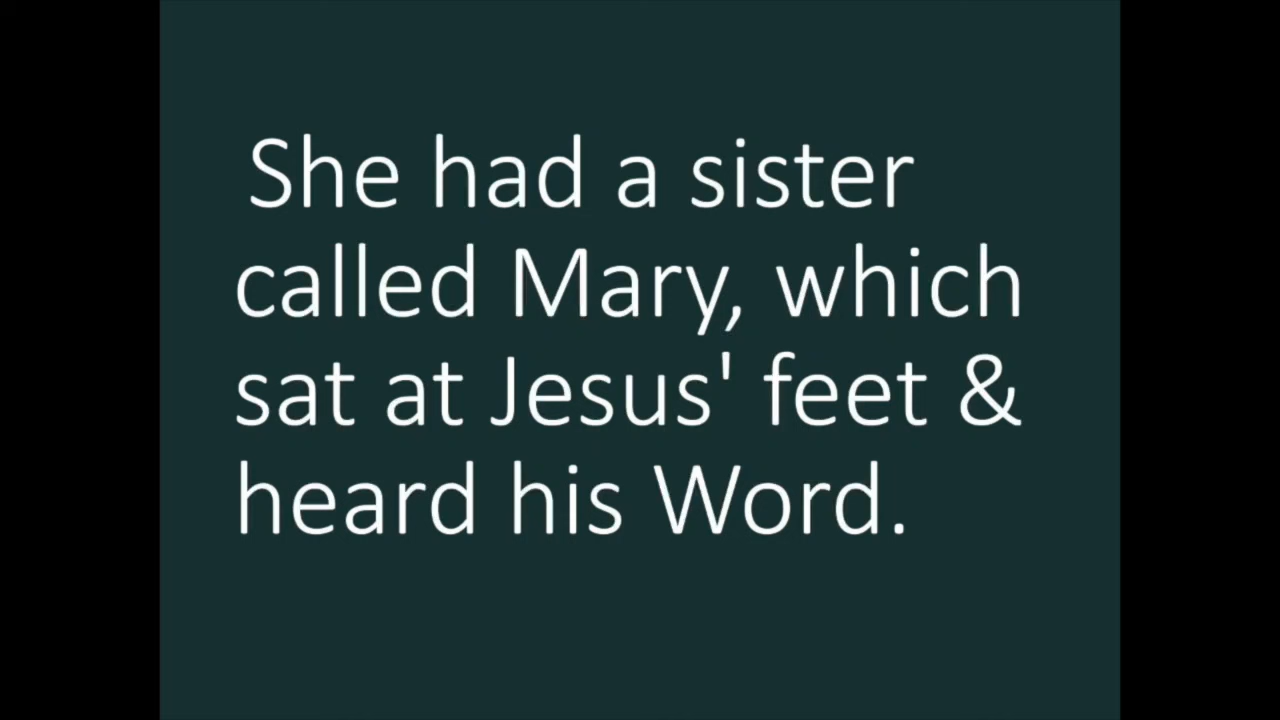 She had a sister
called Mary, which
sat at Jesus' feet &
heard his Word.